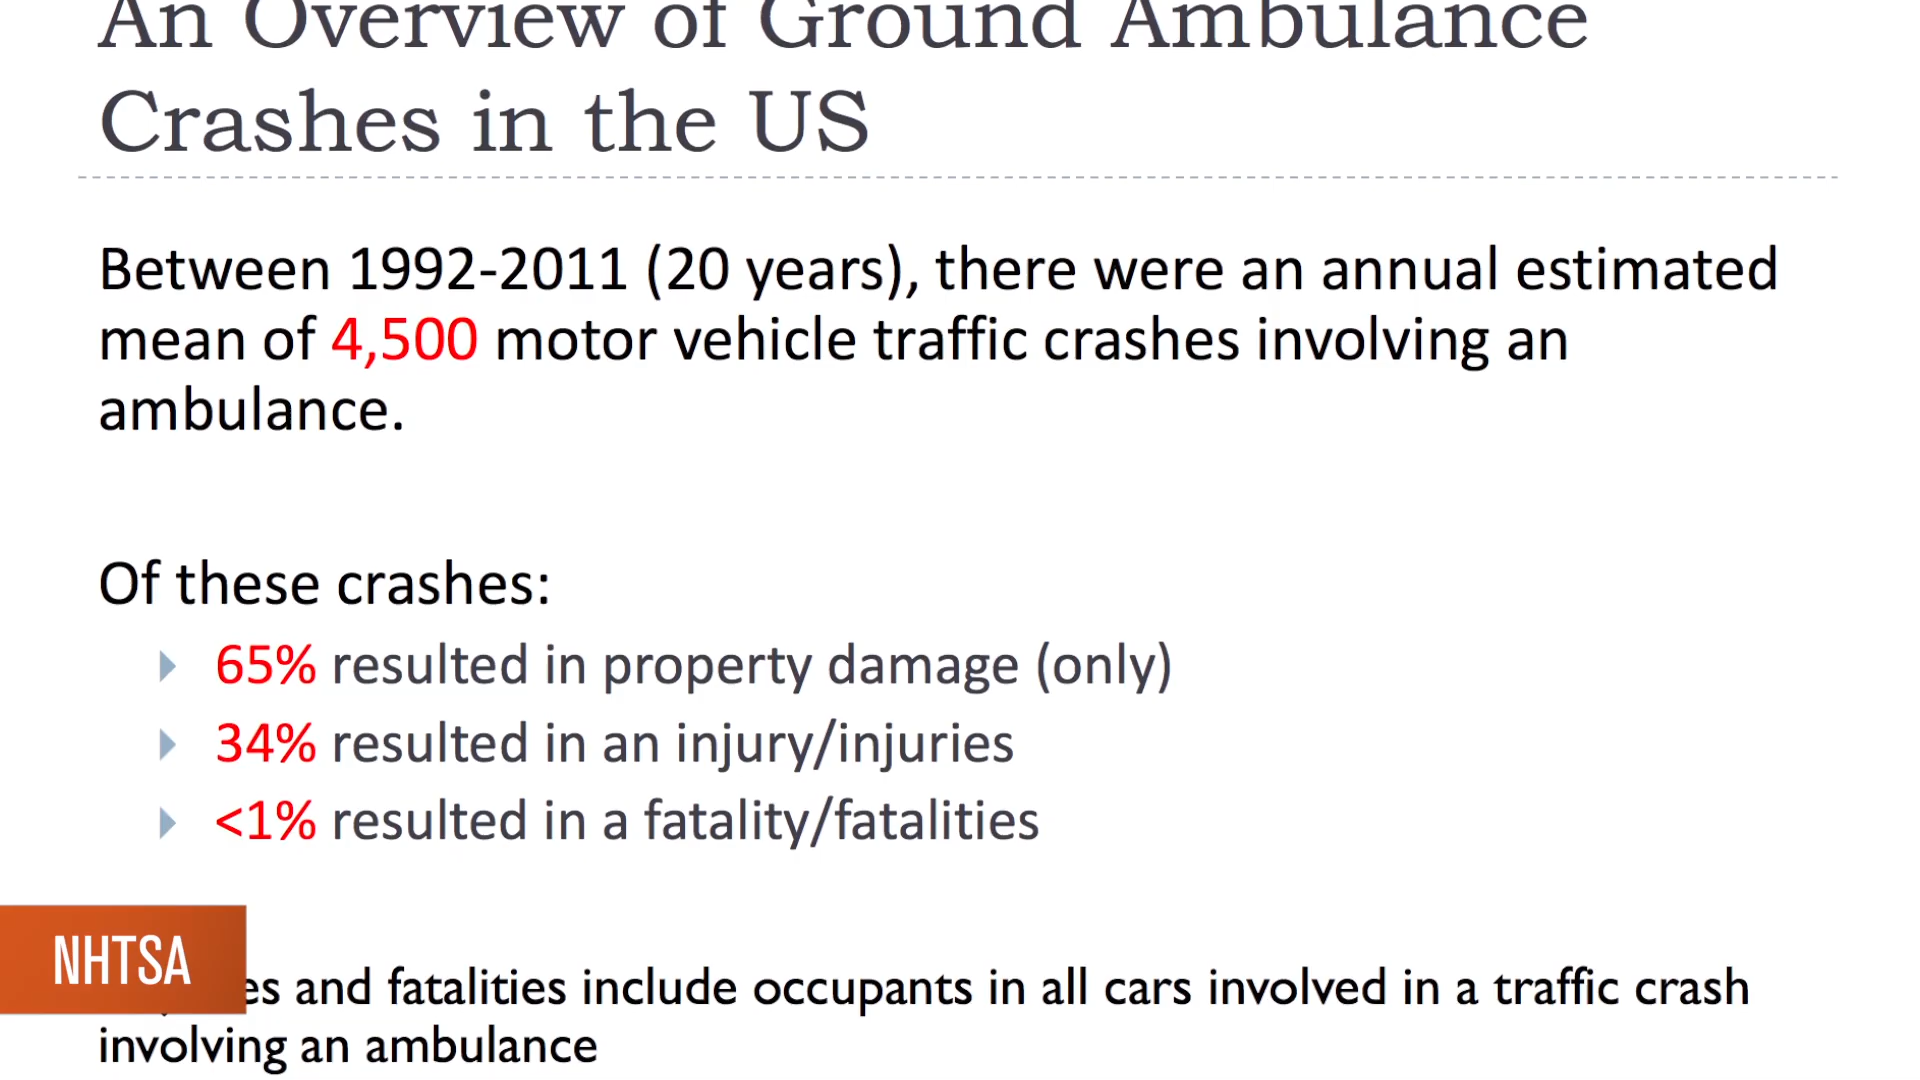 An Overview of Ground Ambulance
Crashes in the US
Between 1992-2011 (20 years), there were an annual estimated
mean of 4,500 motor vehicle traffic crashes involving an
ambulance.
Of these crashes:
65% resulted in property damage (only)
34% resulted in an injury/injuries
<1% resulted in a fatality/fatalities
NHTSA
and fatalities include occupants in all cars involved in a traffic crash
involving an ambulance